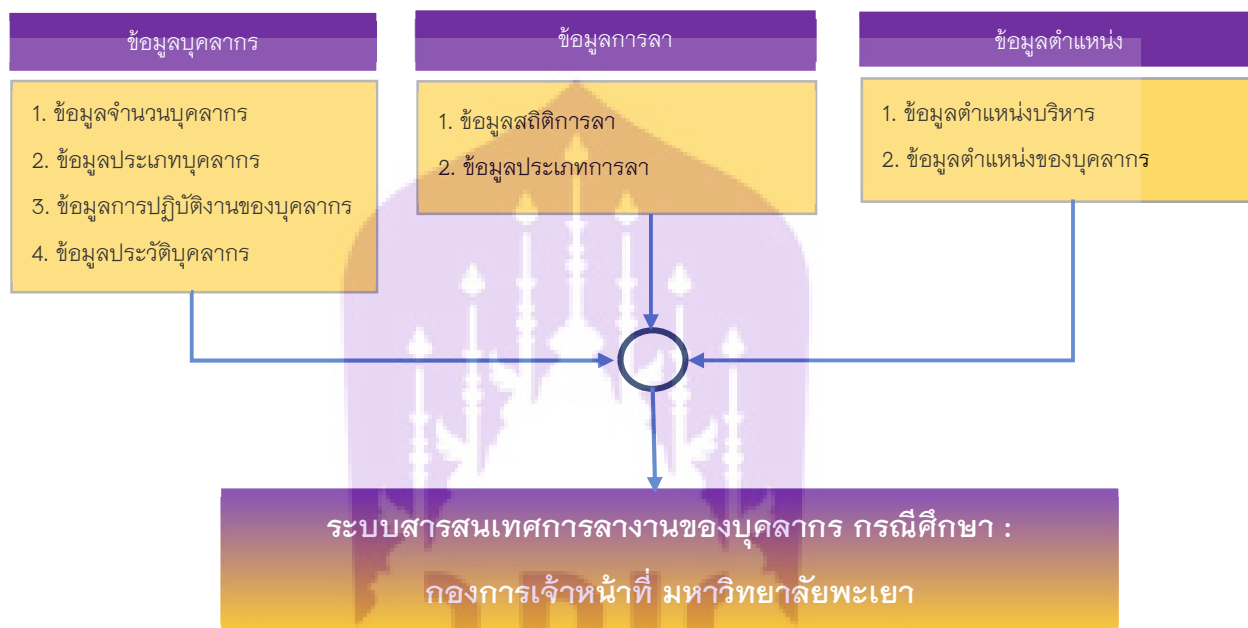 ข้อมูลบุคลากร
1. ข้อมูลจำนวนบุคลากร
2. ข้อมูลประเภทบุคลากร
3. ข้อมูลการปฏิบัติงานของบุคลากร
4. ข้อมูลประวัติบุคลากร
ข้อมูลการลา
1. ข้อมูลสถิติการลา
2. ข้อมูลประเภทการลา
ข้อมูลตำแหน่ง
1. ข้อมูลตำแหน่งบริหาร
2. ข้อมูลตำแหน่งของบุคลากร
ระบบสารสนเทศการลางานของบุคลากร กรณีศึกษา :
กองการเจ้าหน้าที่ มหาวิทยาลัยพะเยา